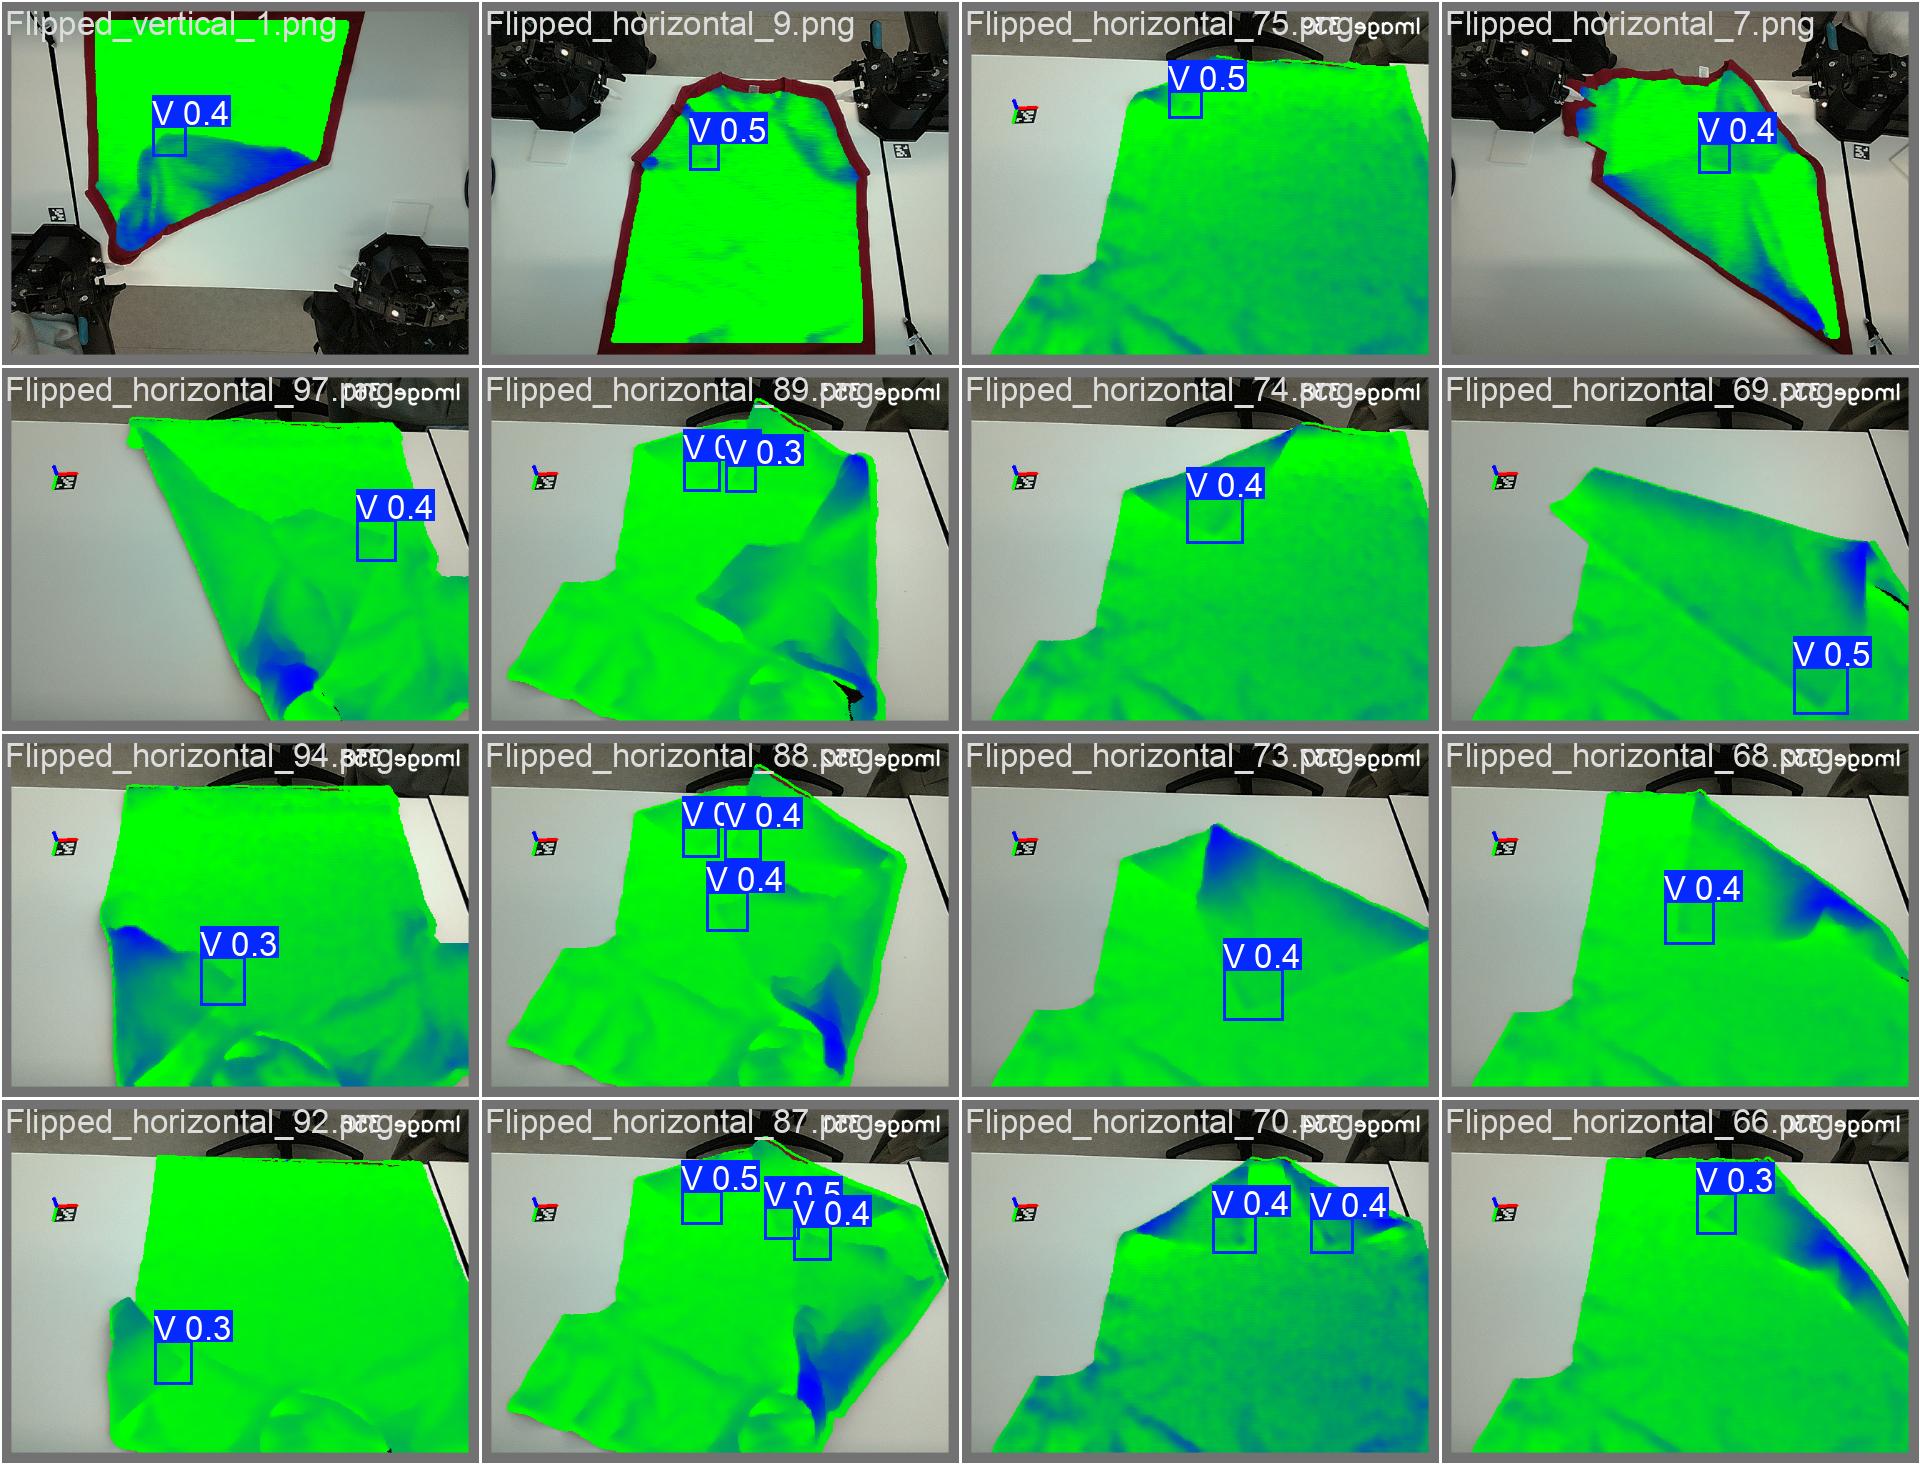 Flipped_vertical_1.png
V 0.4
Flipped_horizontal_9.png
V 0.5
Flipped_horizontal_75.png
V 0.5
Flipped_horizontal_7.png
V 0.4
Flipped_horizontal_97.png
V 0.4
Flipped_horizontal_89.png
V 0.3
Flipped_horizontal_74.png
V 0.4
Flipped_horizontal_69.png
V 0.5
Flipped_horizontal_94.png
V 0.3
Flipped_horizontal_88.png
V 0.4
V 0.4
Flipped_horizontal_73.png
V 0.4
Flipped_horizontal_68.png
V 0.4
Flipped_horizontal_92.png
V 0.3
Flipped_horizontal_87.png
V 0.5
V 0.5
V 0.4
Flipped_horizontal_70.png
V 0.4
V 0.4
Flipped_horizontal_66.png
V 0.3